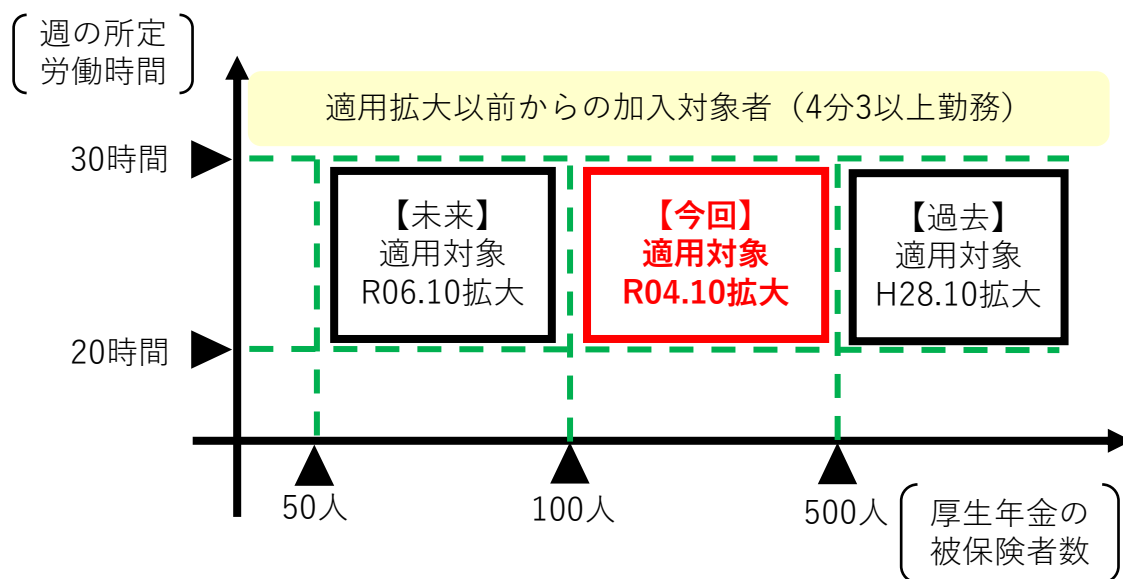 週の所定
労働時間
適用拡大以前からの加入対象者（4分3以上勤務）
30時間
【未来】
適用対象
R06.10拡大
【今回】
適用対象
R04.10拡大
【過去】
適用対象
H28.10拡大
20時間
50人
100人
500人
厚生年金の
被保険者数